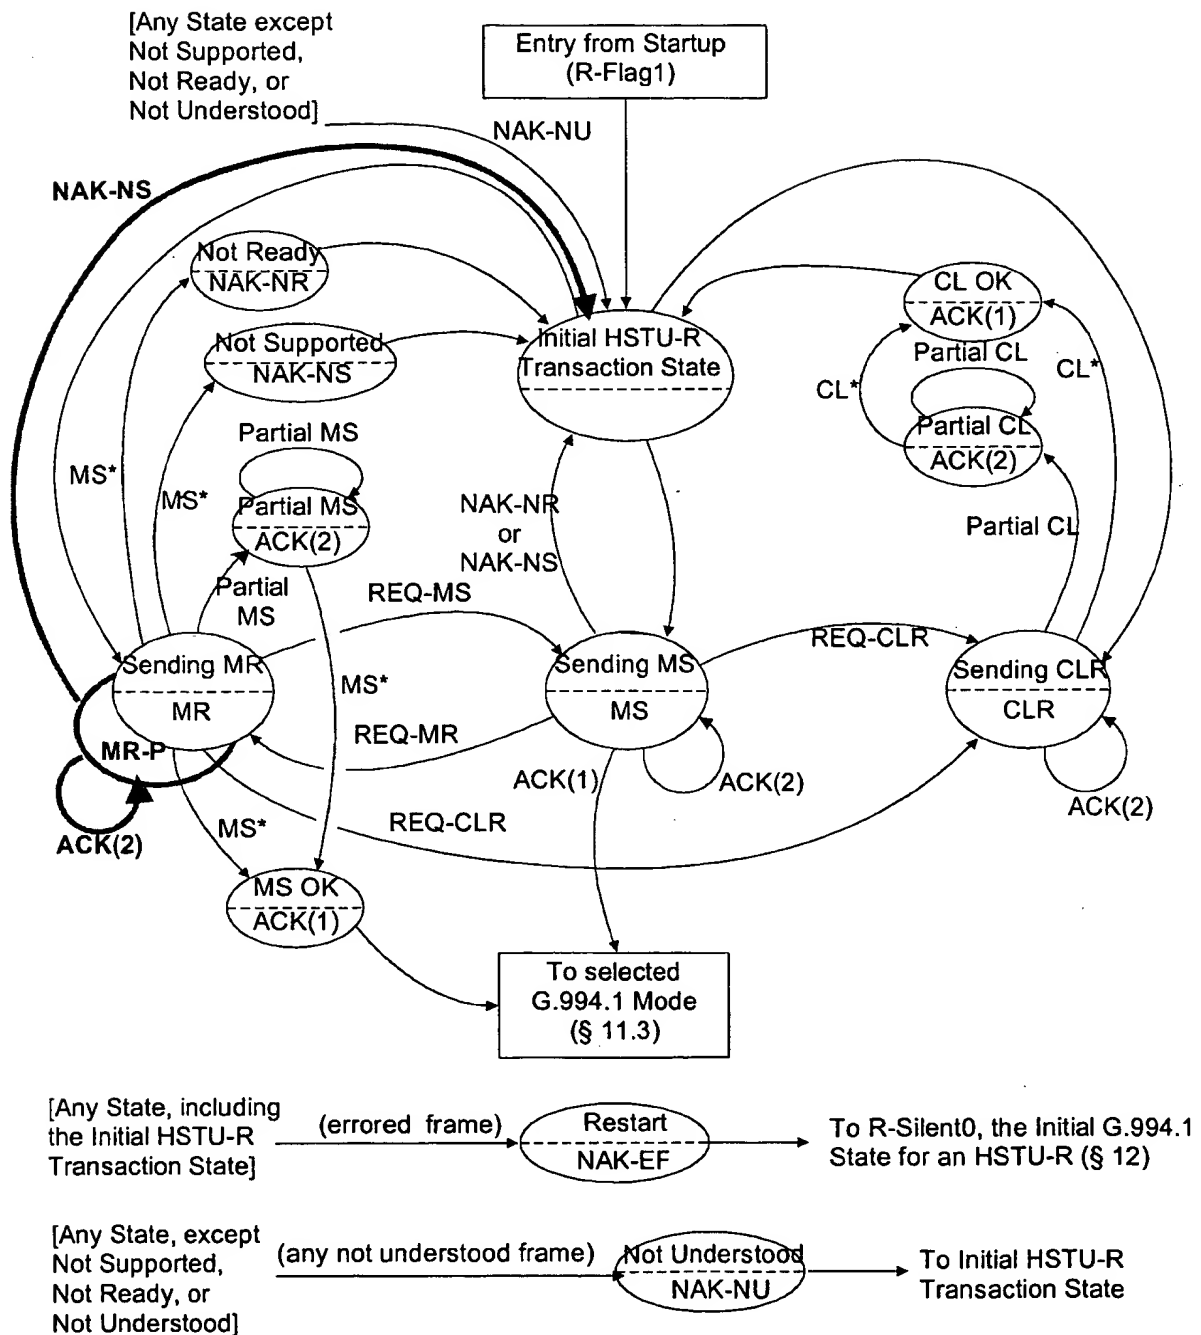 [Any State except
Not Supported,
Not Ready, or
Not Understood]
Entry from Startup
(R-Flag1)
NAK-NU
NAK-NS
Not Ready
NAK-NR
Not Supported
NAK-NS
Initial HSTU-R
Transaction State
CL OK
ACK(1)
Partial CL
CL*
CL*
Partial CL
ACK(2)
Partial MS
MS*
MS*
Partial MS
ACK(2)
NAK-NR
or
NAK-NS
Partial CL
Partial
MS
REQ-MS
REQ-CLR
Sending MR
MR
Sending MS
MS
Sending CLR
CLR
MS*
MR-P
REQ-MR
ACK(1)
ACK(2)
ACK(2)
ACK(2)
MS*
REQ-CLR
MS OK
ACK(1)
To selected
G.994.1 Mode
(§ 11.3)
[Any State, including
the Initial HSTU-R
Transaction State]
(errored frame)
Restart
NAK-EF
To R-Silent0, the Initial G.994.1
State for an HSTU-R (§ 12)
[Any State, except
Not Supported,
Not Ready, or
Not Understood]
(any not understood frame)
Not Understood
NAK-NU
To Initial HSTU-R
Transaction State